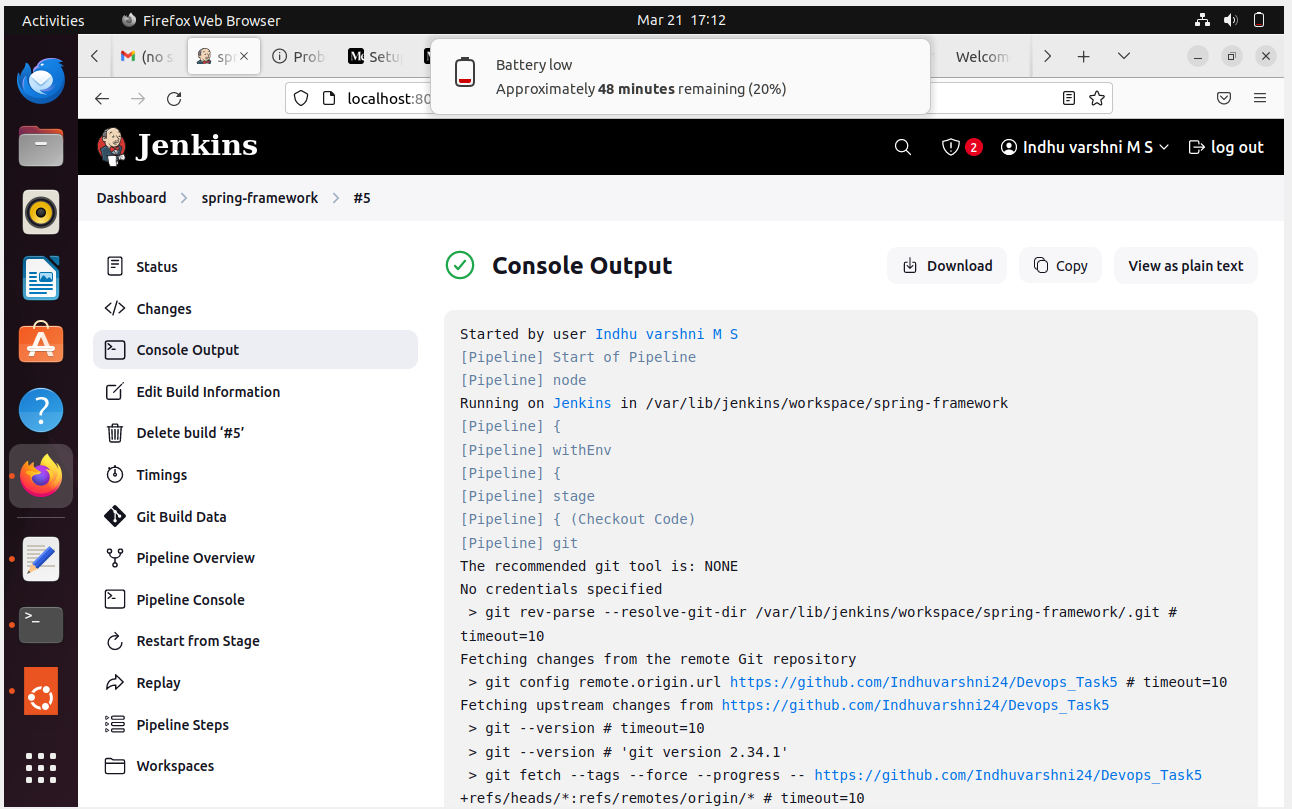 Activities Firefox Web Browser Mar 21 17:12
(no s spr Prob Setu Welcom
Battery low
Approximately 48 minutes remaining (20%)
localhost:80
Jenkins 2 Indhu varshni M S log out
Dashboard spring-framework #5
Status
Changes
Console Output
Edit Build Information
Delete build ‘#5’
Timings
Git Build Data
Pipeline Overview
Pipeline Console
Restart from Stage
Replay
Pipeline Steps
Workspaces
Console Output Download Copy View as plain text
Started by user Indhu varshni M S
[Pipeline] Start of Pipeline
[Pipeline] node
Running on Jenkins in /var/lib/jenkins/workspace/spring-framework
[Pipeline] {
[Pipeline] withEnv
[Pipeline] {
[Pipeline] stage
[Pipeline] { (Checkout Code)
[Pipeline] git
The recommended git tool is: NONE
No credentials specified
> git rev-parse --resolve-git-dir /var/lib/jenkins/workspace/spring-framework/.git #
timeout=10
Fetching changes from the remote Git repository
> git config remote.origin.url https://github.com/Indhuvarshni24/Devops_Task5 # timeout=10
Fetching upstream changes from https://github.com/Indhuvarshni24/Devops_Task5
> git --version # timeout=10
> git --version # 'git version 2.34.1'
> git fetch --tags --force --progress -- https://github.com/Indhuvarshni24/Devops_Task5
+refs/heads/*:refs/remotes/origin/* # timeout=10